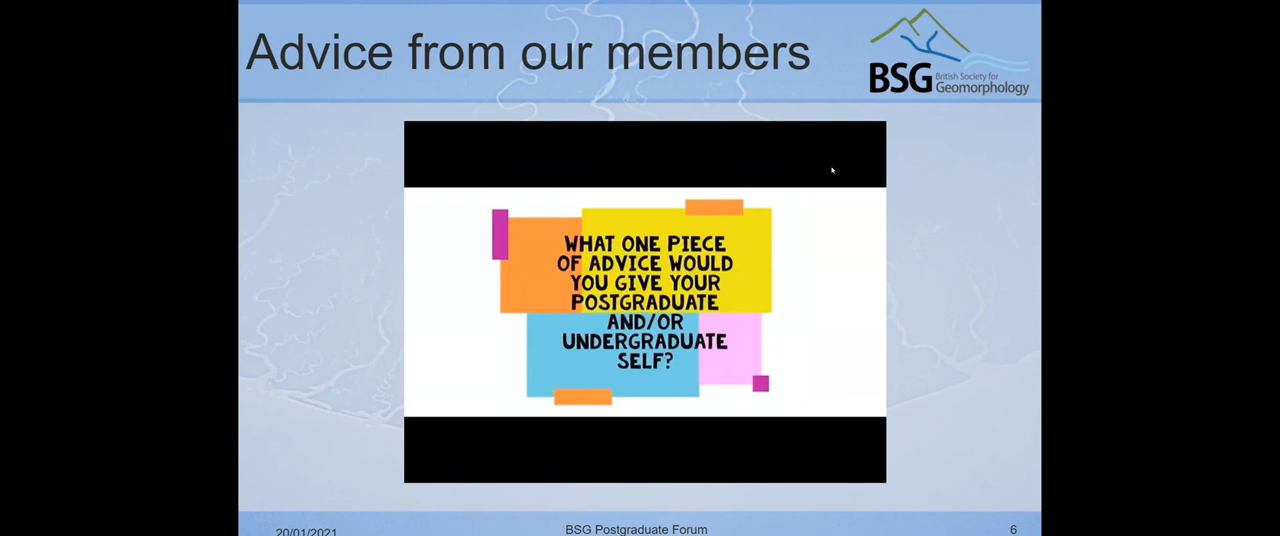 Advice from our members
BSG British Society for
Geomorphology
WHAT ONE PIECE
OF ADVICE WOULD
YOU GIVE YOUR
POSTGRADUATE
AND/OR
UNDERGRADUATE
SELF?
20/01/2021
BSG Postgraduate Forum
6